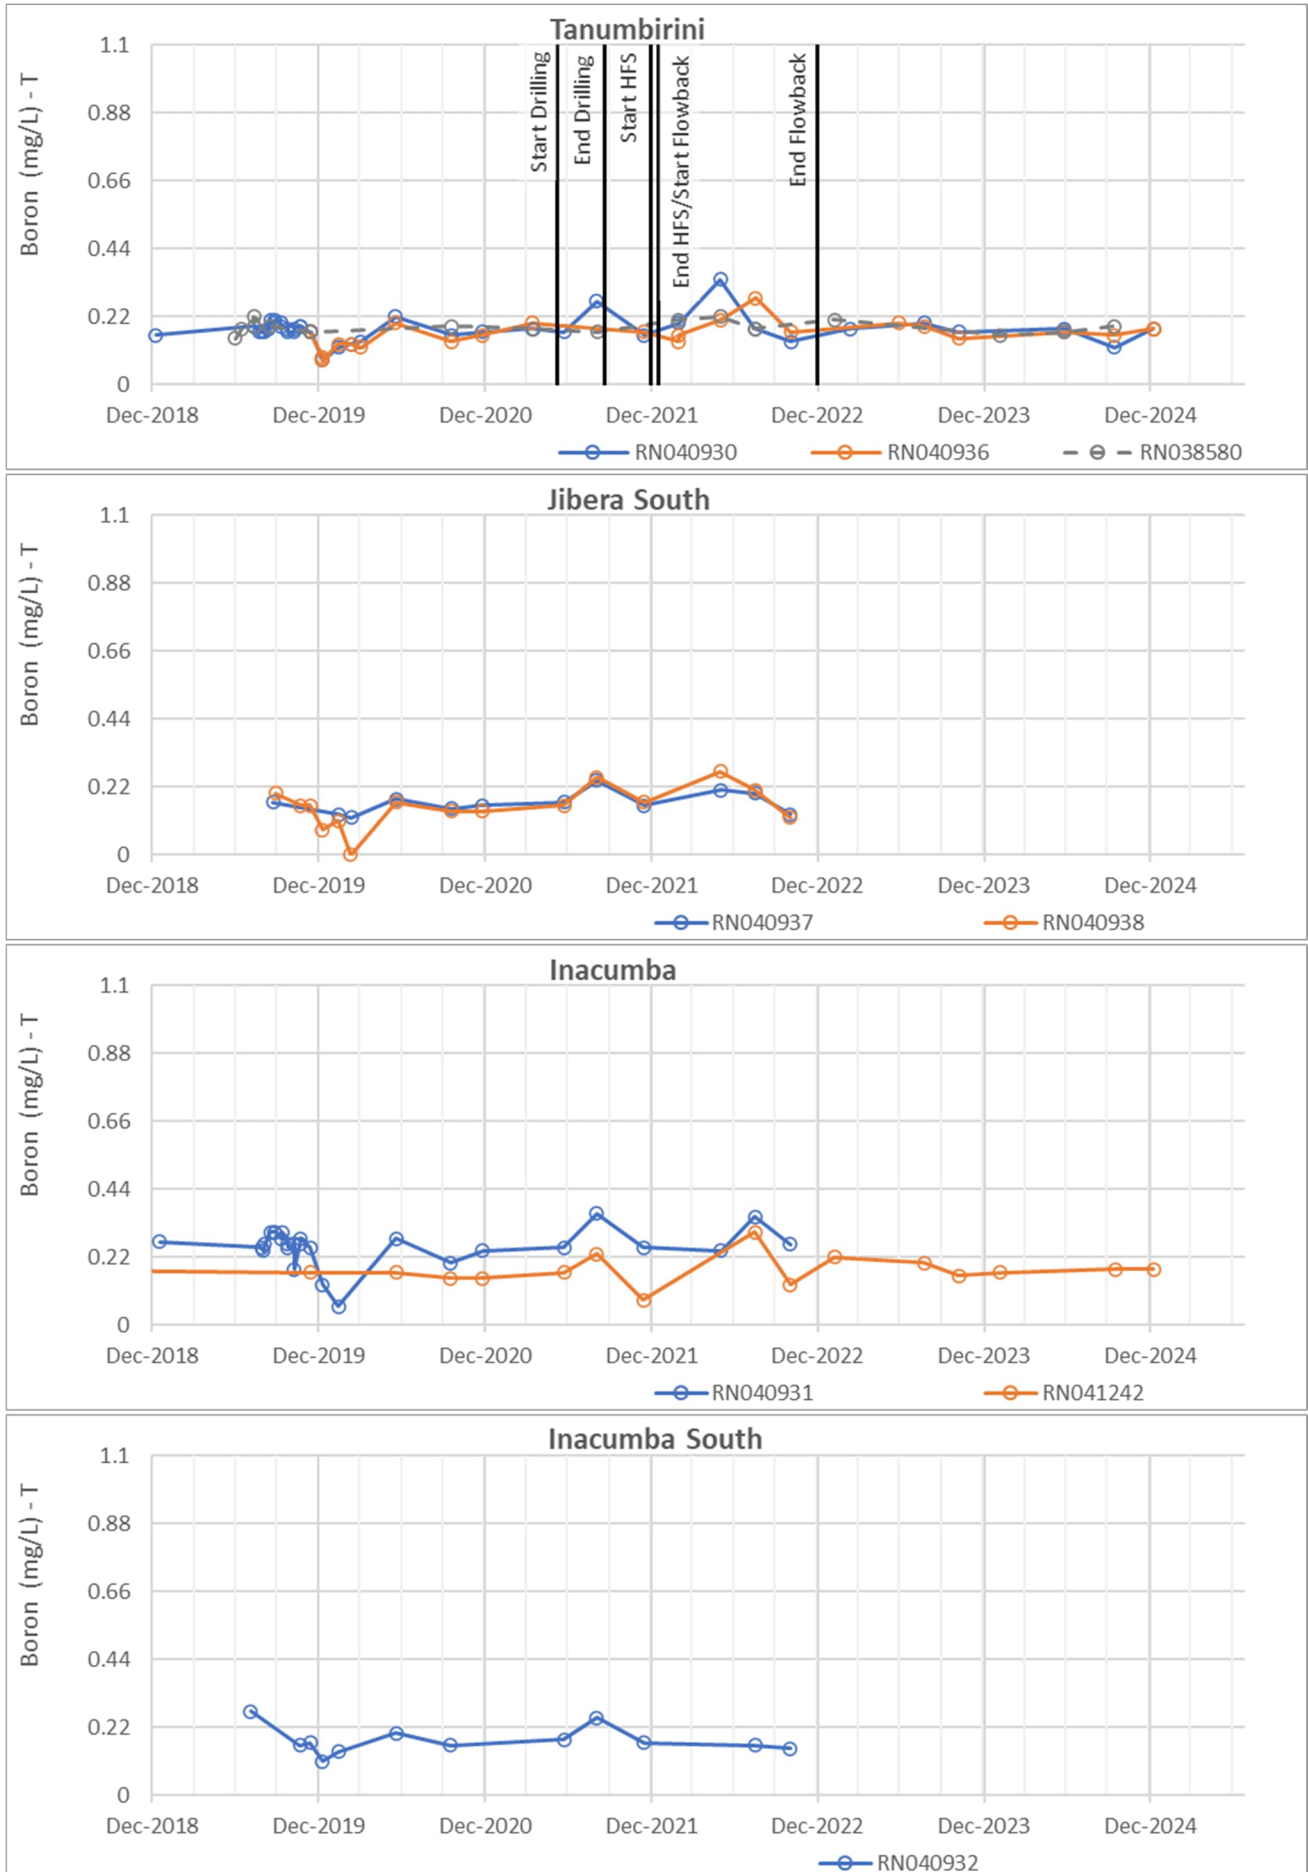 Tanumbirini
Boron (mg/L) - T
1.1
0.88
0.66
0.44
0.22
0
Start Drilling
End Drilling
Start HFS
End HFS/Start Flowback
End Flowback
Dec-2018 Dec-2019 Dec-2020 Dec-2021 Dec-2022 Dec-2023 Dec-2024
RN040930 RN040936 RN038580
Jibera South
Boron (mg/L) - T
1.1
0.88
0.66
0.44
0.22
0
Dec-2018 Dec-2019 Dec-2020 Dec-2021 Dec-2022 Dec-2023 Dec-2024
RN040937 RN040938
Inacumba
Boron (mg/L) - T
1.1
0.88
0.66
0.44
0.22
0
Dec-2018 Dec-2019 Dec-2020 Dec-2021 Dec-2022 Dec-2023 Dec-2024
RN040931 RN041242
Inacumba South
Boron (mg/L) - T
1.1
0.88
0.66
0.44
0.22
0
Dec-2018 Dec-2019 Dec-2020 Dec-2021 Dec-2022 Dec-2023 Dec-2024
RN040932